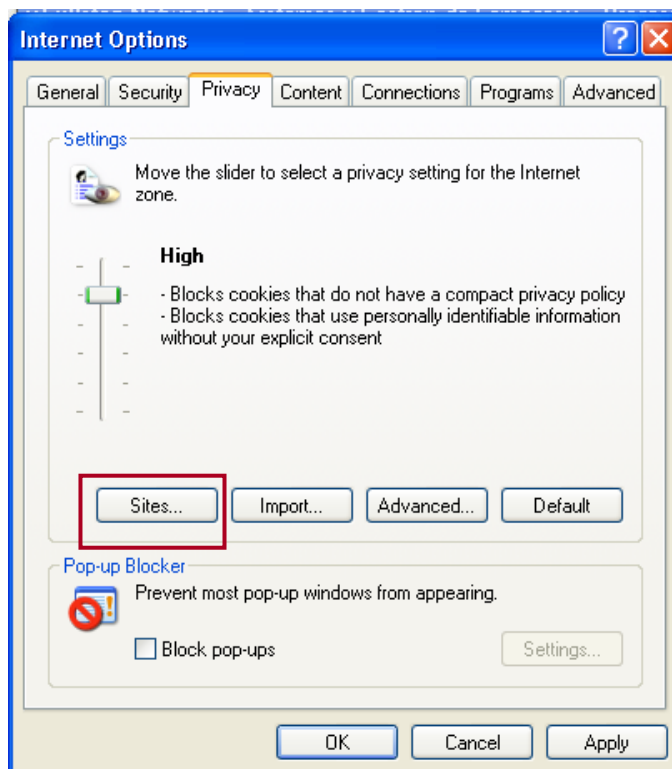 Internet Options
General Security Privacy Content Connections Programs Advanced
Settings
Move the slider to select a privacy setting for the Internet
zone.
High
- Blocks cookies that do not have a compact privacy policy
- Blocks cookies that use personally identifiable information
without your explicit consent
Sites... Import... Advanced... Default
Pop-up Blocker
Prevent most pop-up windows from appearing.
Block pop-ups Settings...
OK Cancel Apply